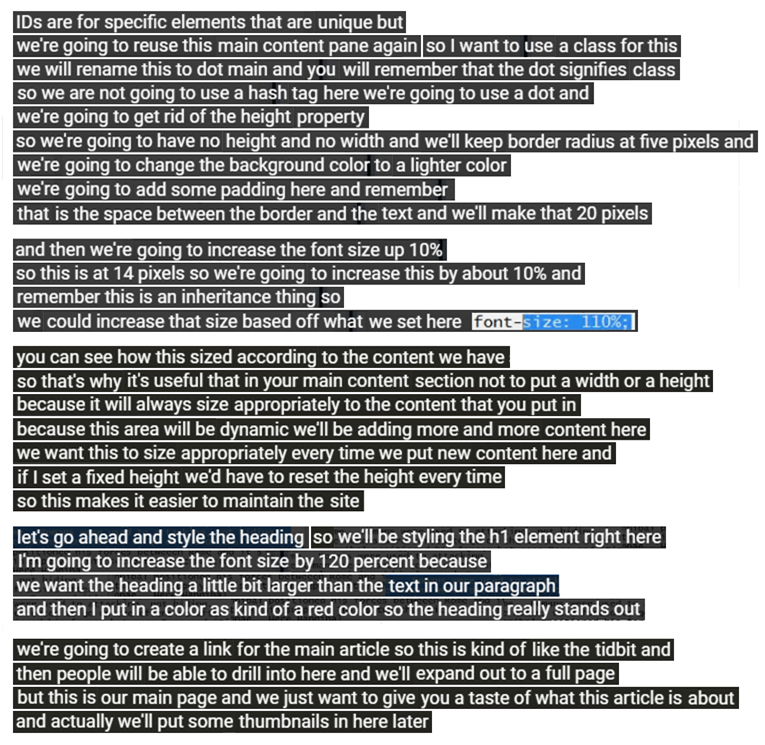 IDs are for specific elements that are unique but
we're going to reuse this main content pane again so I want to use a class for this
we will rename this to dot main and you will remember that the dot signifies class
so we are not going to use a hash tag here we're going to use a dot and
we're going to get rid of the height property
so we're going to have no height and no width and we'll keep border radius at five pixels and
we're going to change the background color to a lighter color
we're going to add some padding here and remember
that is the space between the border and the text and we'll make that 20 pixels
and then we're going to increase the font size up 10%
so this is at 14 pixels so we're going to increase this by about 10% and
remember this is an inheritance thing so
we could increase that size based off what we set here font-size: 110%;
you can see how this sized according to the content we have
so that's why it's useful that in your main content section not to put a width or a height
because it will always size appropriately to the content that you put in
because this area will be dynamic we'll be adding more and more content here
we want this to size appropriately every time we put new content here and
if I set a fixed height we'd have to reset the height every time
so this makes it easier to maintain the site
let's go ahead and style the heading so we'll be styling the h1 element right here
I'm going to increase the font size by 120 percent because
we want the heading a little bit larger than the text in our paragraph
and then I put in a color as kind of a red color so the heading really stands out
we're going to create a link for the main article so this is kind of like the tidbit and
then people will be able to drill into here and we'll expand out to a full page
but this is our main page and we just want to give you a taste of what this article is about
and actually we'll put some thumbnails in here later